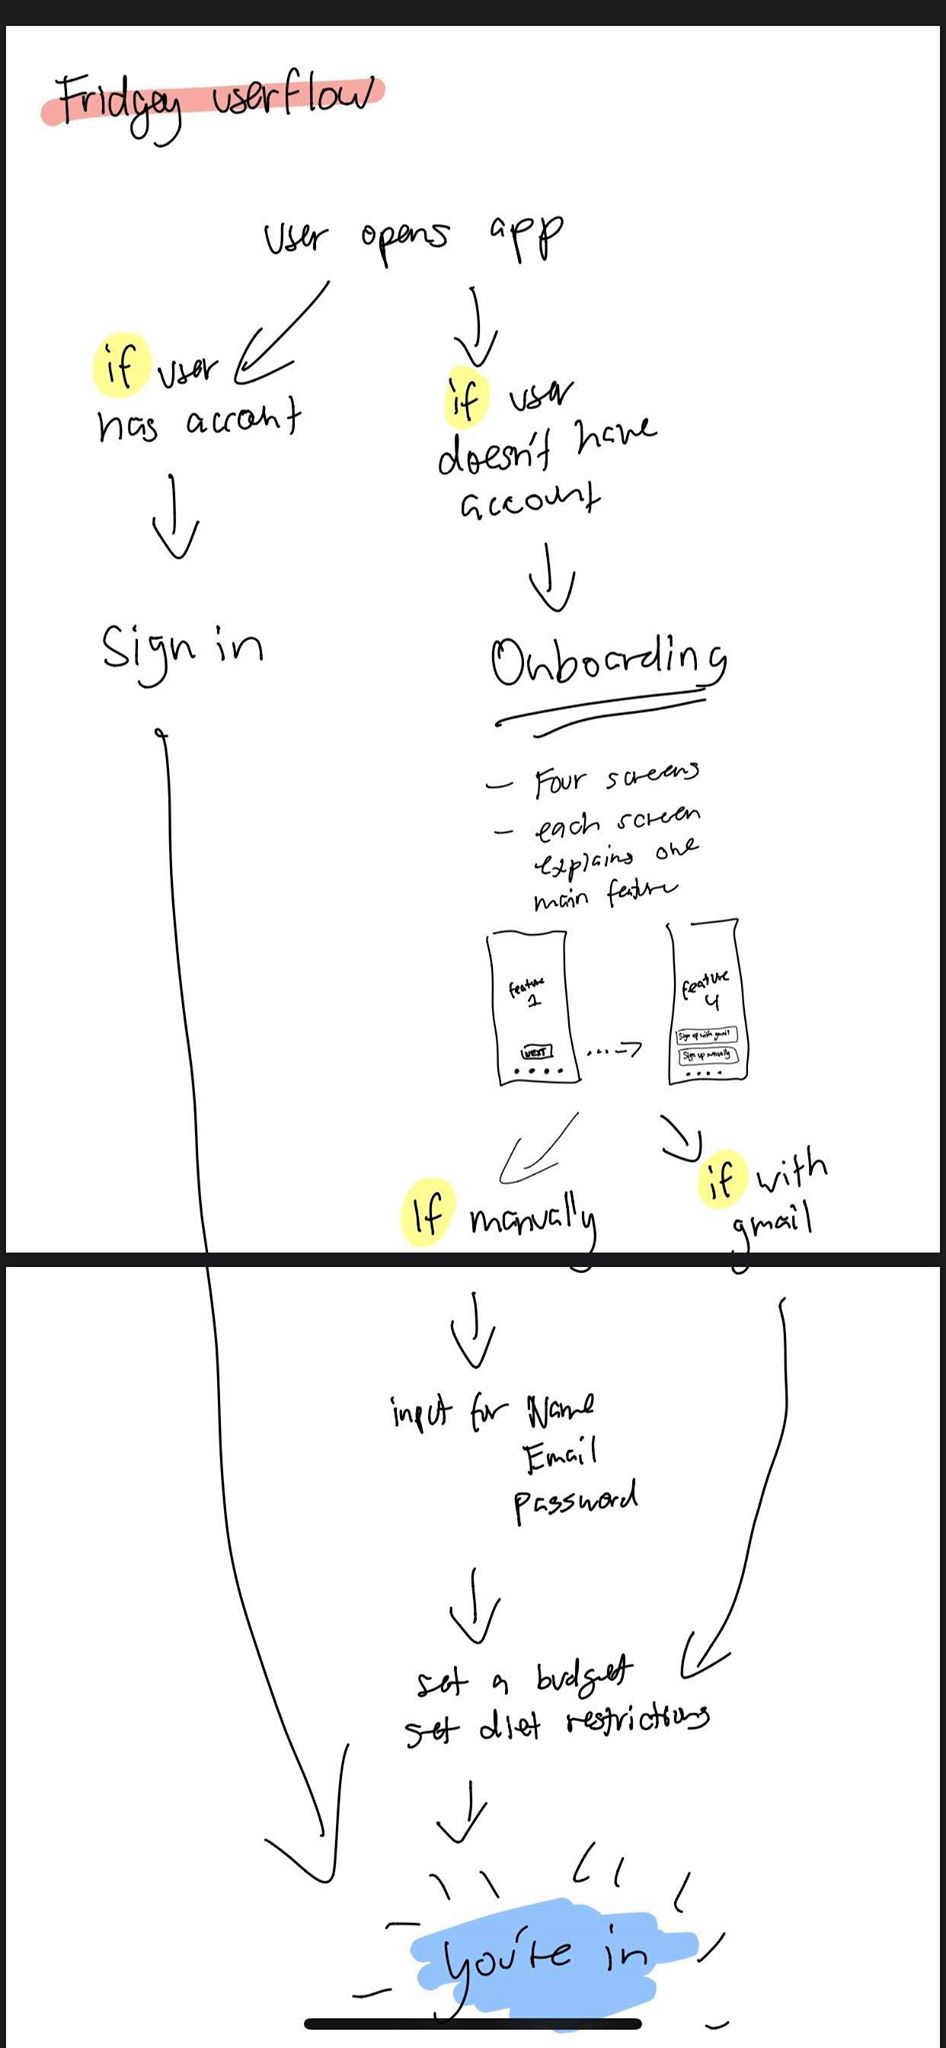 Fridgey userflow
User opens app
if user
has account
if user
doesn't have
account
Sign in
Onboarding
- Four screens
- each screen
explains one
main feature
feature
1
NEXT
feature
4
Sign up with gmail
Sign up manually
If manually
if with
gmail
input for Name
Email
Password
set a budget
set diet restrictions
you're in